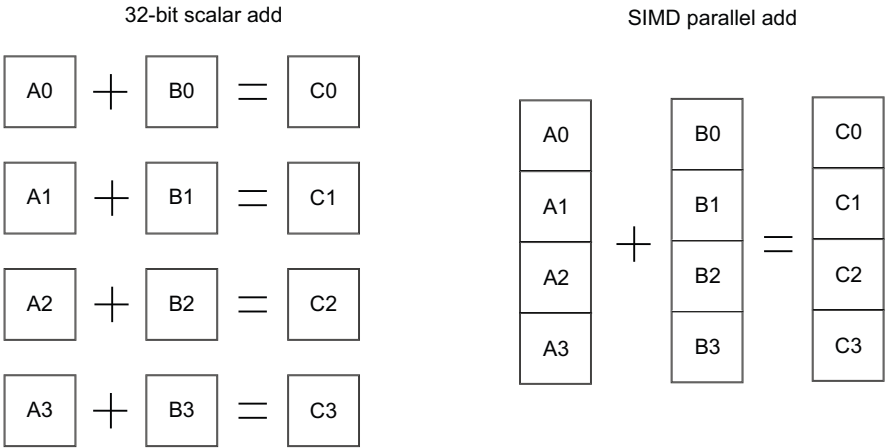 32-bit scalar add
A0 + B0 = C0
A1 + B1 = C1
A2 + B2 = C2
A3 + B3 = C3
SIMD parallel add
A0 B0 C0
A1 B1 C1
+ =
A2 B2 C2
A3 B3 C3